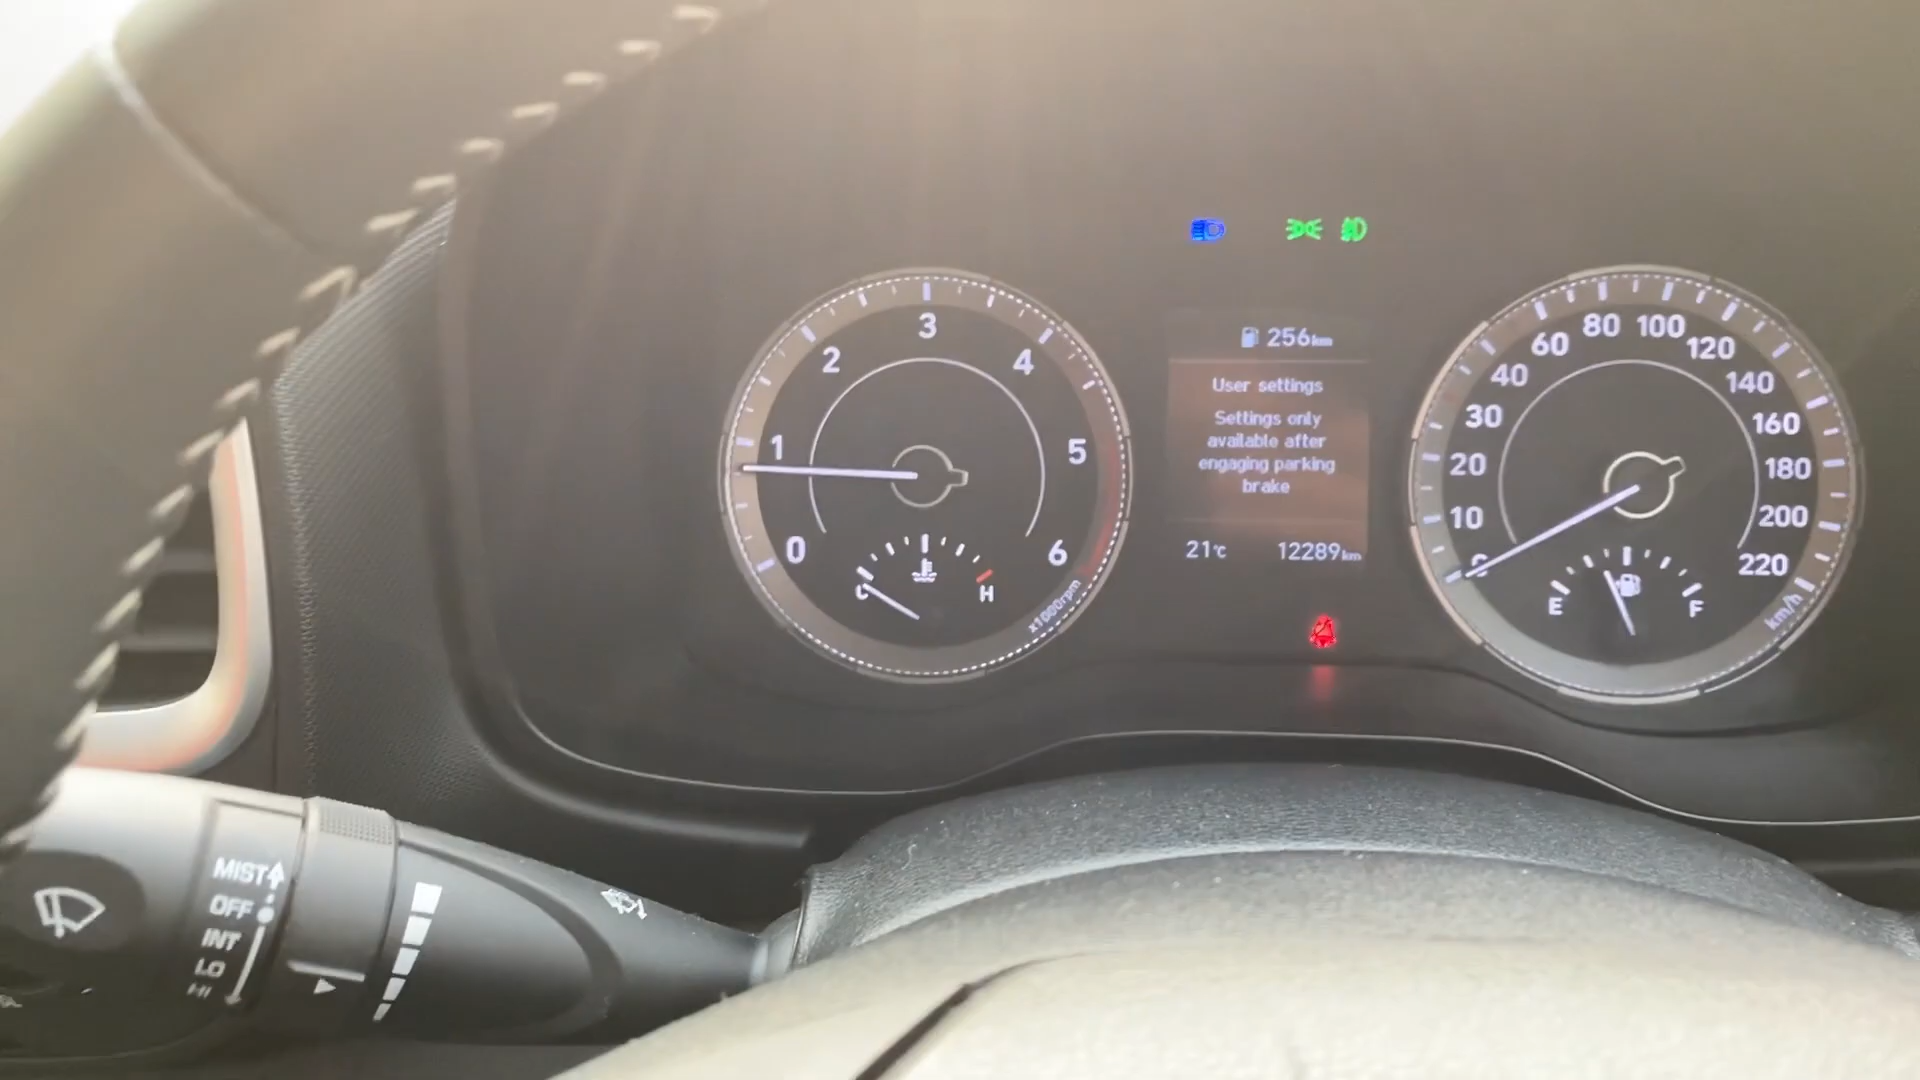 256km
User settings
Settings only
available after
engaging parking
brake
21°C
12289km
0
1
2
3
4
5
6
x1000rpm
C
H
0
10
20
30
40
60
80
100
120
140
160
180
200
220
km/h
E
F
MIST
OFF
INT
LO
HI